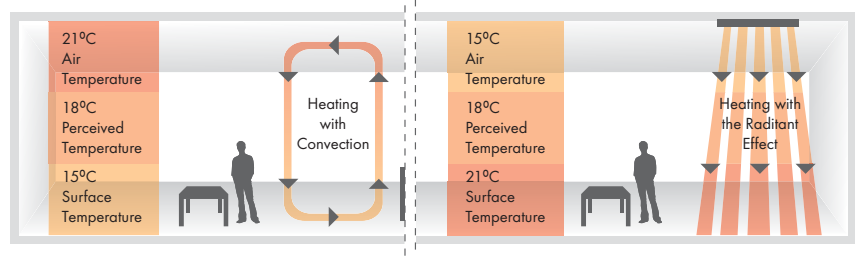 21ºC
Air
Temperature
18ºC
Perceived
Temperature
15ºC
Surface
Temperature
Heating
with
Convection
15ºC
Air
Temperature
18ºC
Perceived
Temperature
21ºC
Surface
Temperature
Heating with
the Raditant
Effect